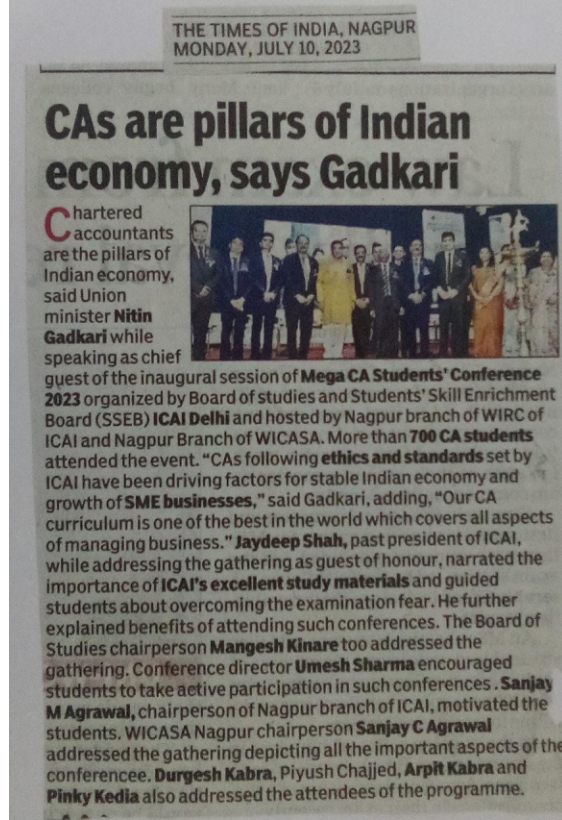 THE TIMES OF INDIA, NAGPUR
MONDAY, JULY 10, 2023
CAs are pillars of Indian
economy, says Gadkari
Chartered
accountants
are the pillars of
Indian economy,
said Union
minister Nitin
Gadkari while
speaking as chief
guest of the inaugural session of Mega CA Students' Conference
2023 organized by Board of studies and Students' Skill Enrichment
Board (SSEB) ICAI Delhi and hosted by Nagpur branch of WIRC of
ICAI and Nagpur Branch of WICASA. More than 700 CA students
attended the event. “CAs following ethics and standards set by
ICAI have been driving factors for stable Indian economy and
growth of SME businesses,” said Gadkari, adding, “Our CA
curriculum is one of the best in the world which covers all aspects
of managing business.” Jaydeep Shah, past president of ICAI,
while addressing the gathering as guest of honour, narrated the
importance of ICAI's excellent study materials and guided
students about overcoming the examination fear. He further
explained benefits of attending such conferences. The Board of
Studies chairperson Mangesh Kinare too addressed the
gathering. Conference director Umesh Sharma encouraged
students to take active participation in such conferences . Sanjay
M Agrawal, chairperson of Nagpur branch of ICAI, motivated the
students. WICASA Nagpur chairperson Sanjay C Agrawal
addressed the gathering depicting all the important aspects of the
conferencee. Durgesh Kabra, Piyush Chajjed, Arpit Kabra and
Pinky Kedia also addressed the attendees of the programme.